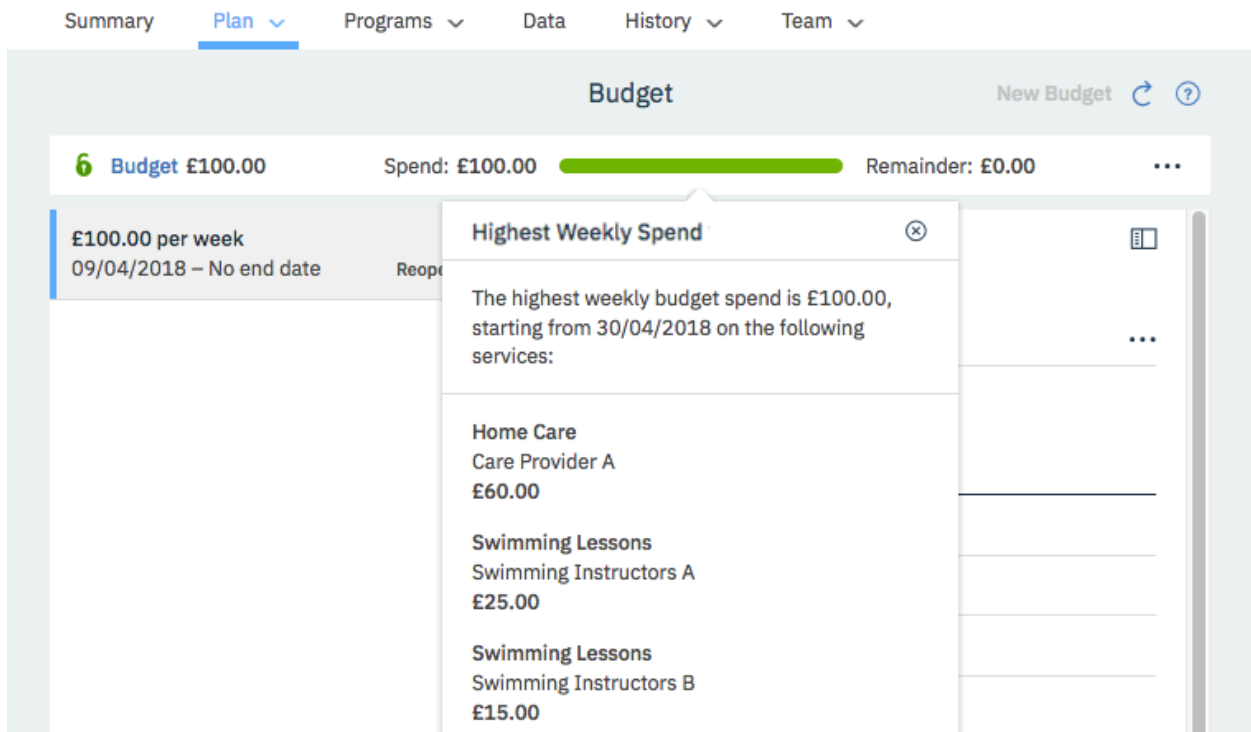 Summary Plan Programs Data History Team
Budget New Budget
Budget £100.00 Spend: £100.00 Remainder: £0.00
£100.00 per week
09/04/2018 – No end date Reope
Highest Weekly Spend
The highest weekly budget spend is £100.00,
starting from 30/04/2018 on the following
services:
Home Care
Care Provider A
£60.00
Swimming Lessons
Swimming Instructors A
£25.00
Swimming Lessons
Swimming Instructors B
£15.00